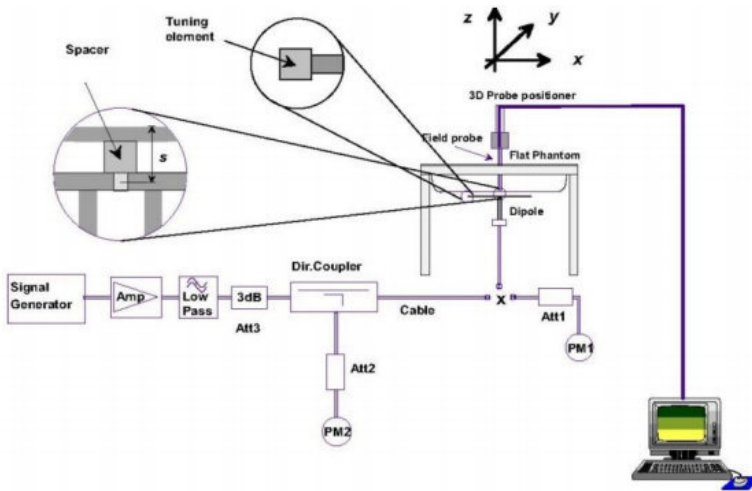 Tuning
element
Spacer
z
y
x
3D Probe positioner
s
Field probe
Flat Phantom
Dipole
Dir.Coupler
Signal
Generator
Amp
Low
Pass
3dB
Cable
x
Att1
Att3
PM1
Att2
PM2